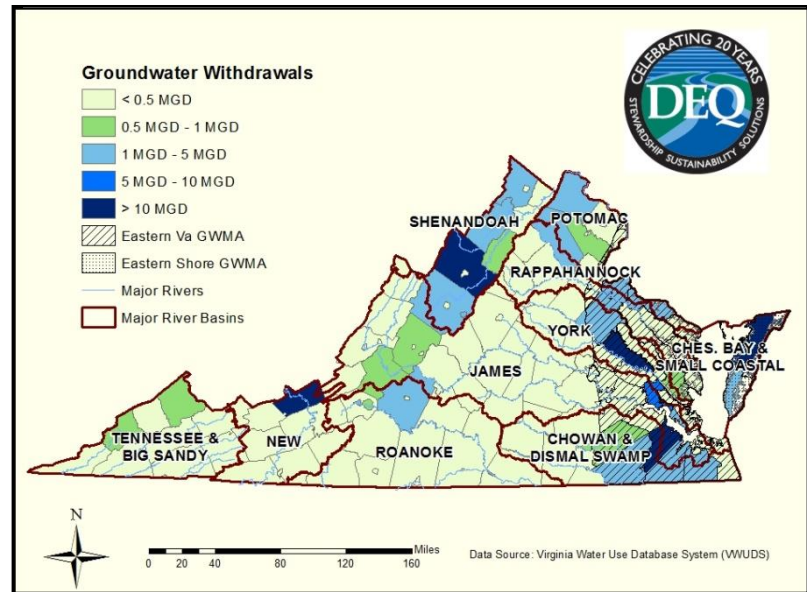 CELEBRATING 20 YEARS
DEQ
STEWARDSHIP SUSTAINABILITY SOLUTIONS
Groundwater Withdrawals
< 0.5 MGD
0.5 MGD - 1 MGD
1 MGD - 5 MGD
5 MGD - 10 MGD
> 10 MGD
Eastern Va GWMA
Eastern Shore GWMA
Major Rivers
Major River Basins
SHENANDOAH
POTOMAC
RAPPAHANNOCK
YORK
CHES. BAY &
SMALL COASTAL
JAMES
TENNESSEE &
BIG SANDY
NEW
ROANOKE
CHOWAN &
DISMAL SWAMP
N
Miles
0 20 40 80 120 160
Data Source: Virginia Water Use Database System (VWUDS)